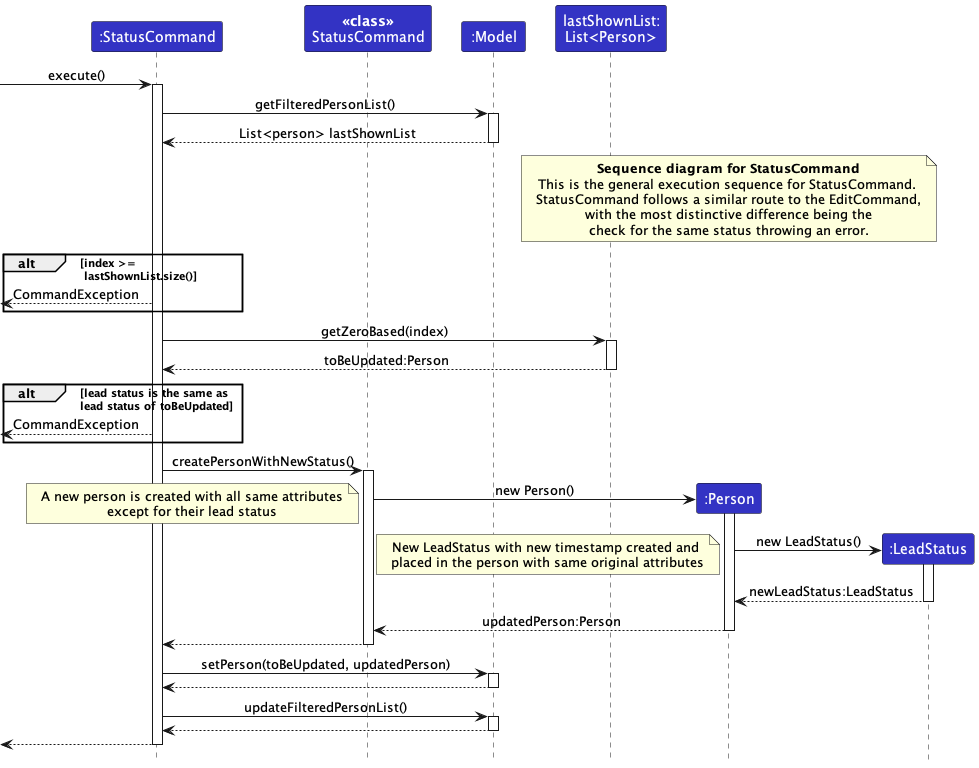 :StatusCommand
«class»
StatusCommand
:Model
lastShownList:
List<Person>
execute()
getFilteredPersonList()
List<person> lastShownList
Sequence diagram for StatusCommand
This is the general execution sequence for StatusCommand.
StatusCommand follows a similar route to the EditCommand,
with the most distinctive difference being the
check for the same status throwing an error.
alt
[index >=
lastShownList.size()]
CommandException
getZeroBased(index)
toBeUpdated:Person
alt
[lead status is the same as
lead status of toBeUpdated]
CommandException
createPersonWithNewStatus()
A new person is created with all same attributes
except for their lead status
new Person()
:Person
New LeadStatus with new timestamp created and
placed in the person with same original attributes
new LeadStatus()
:LeadStatus
newLeadStatus:LeadStatus
updatedPerson:Person
setPerson(toBeUpdated, updatedPerson)
updateFilteredPersonList()